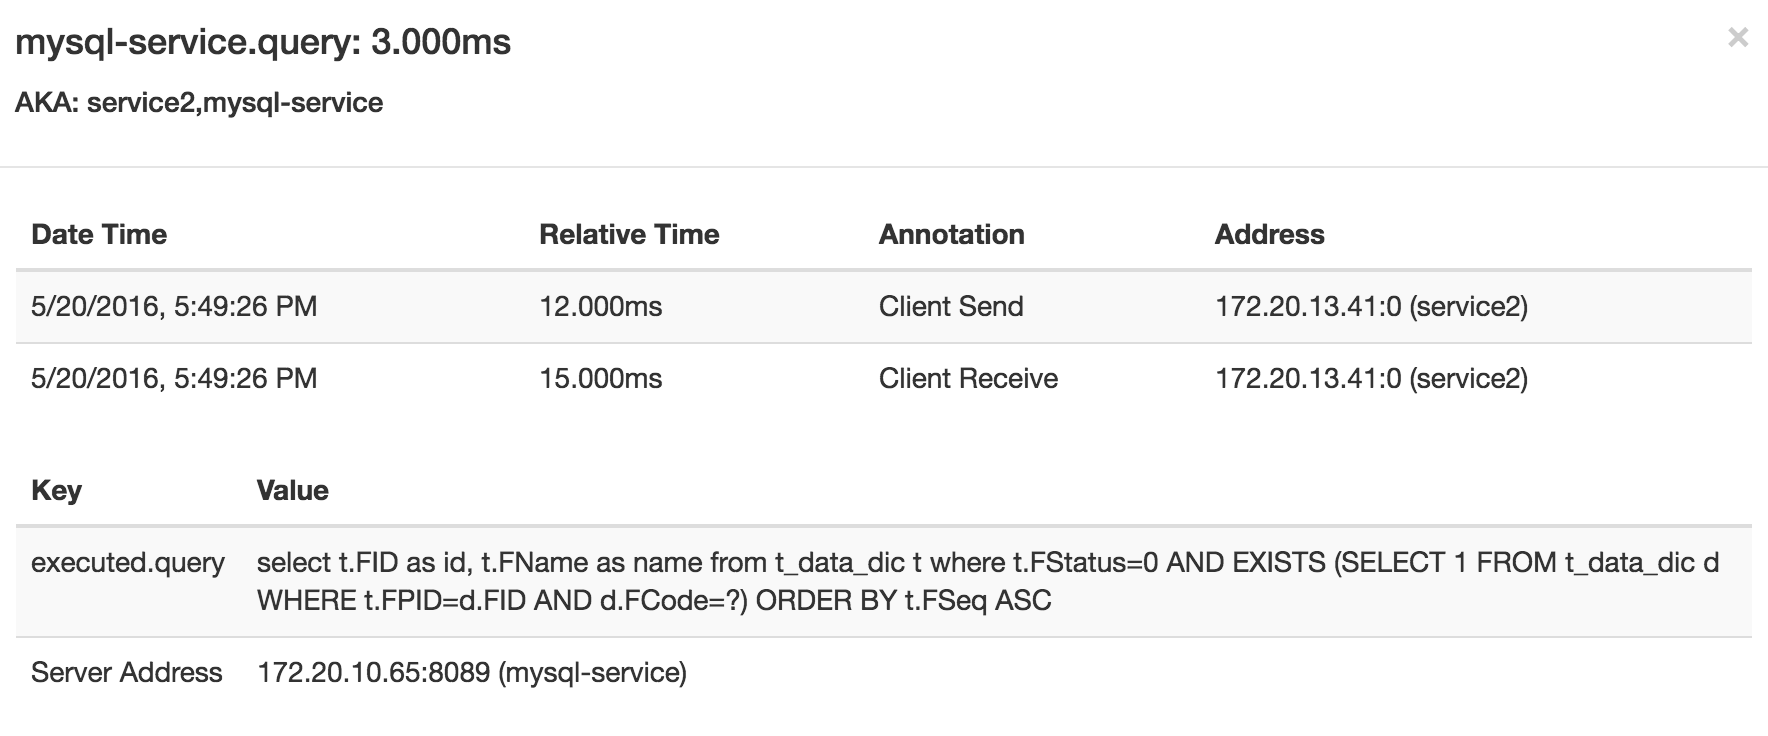 mysql-service.query: 3.000ms
×
AKA: service2,mysql-service
Date Time Relative Time Annotation Address
5/20/2016, 5:49:26 PM 12.000ms Client Send 172.20.13.41:0 (service2)
5/20/2016, 5:49:26 PM 15.000ms Client Receive 172.20.13.41:0 (service2)
Key Value
executed.query select t.FID as id, t.FName as name from t_data_dic t where t.FStatus=0 AND EXISTS (SELECT 1 FROM t_data_dic d
WHERE t.FPID=d.FID AND d.FCode=?) ORDER BY t.FSeq ASC
Server Address 172.20.10.65:8089 (mysql-service)